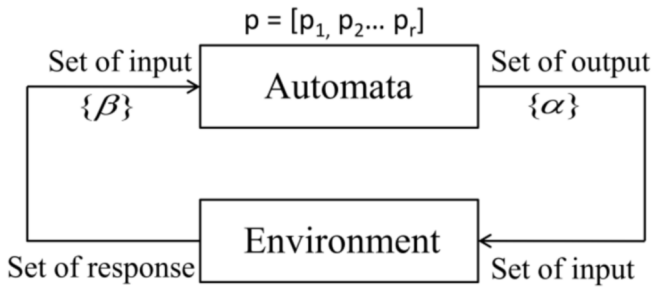 p = [p1, p2... pr]
Set of input
{β}
Automata
Set of output
{α}
Environment
Set of response
Set of input